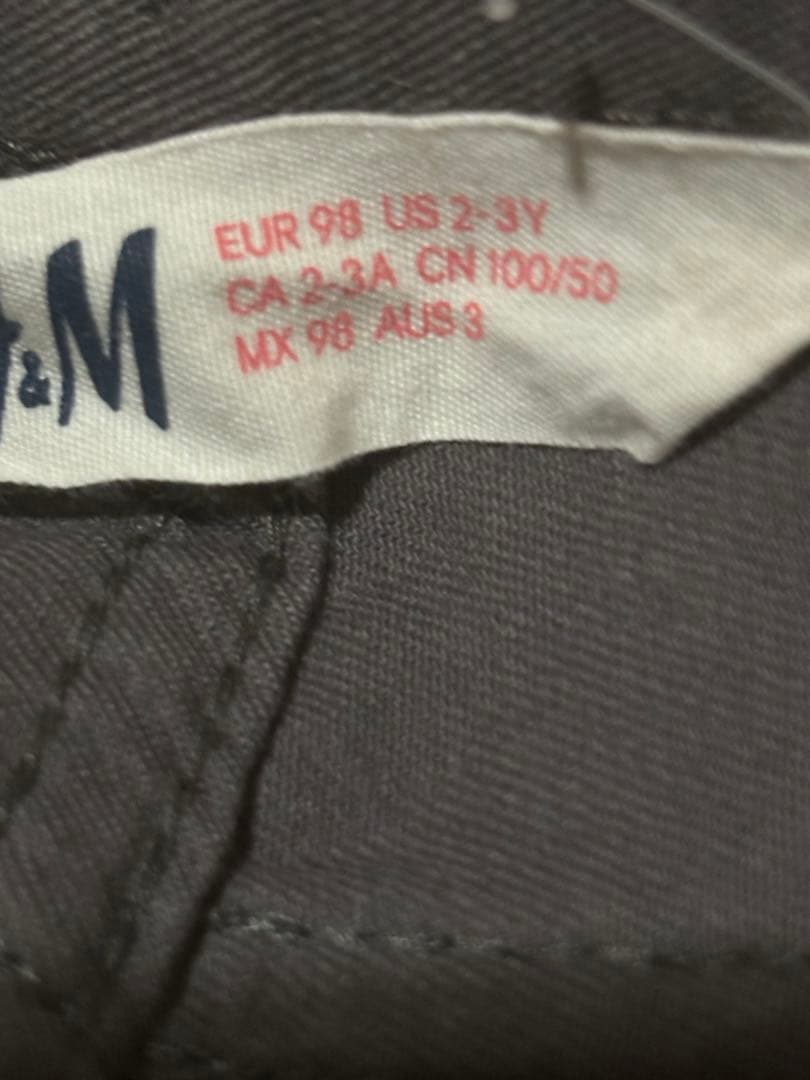 &M
EUR 98 US 2-3Y
CA 2-3A CN 100/50
MX 98 AUS 3